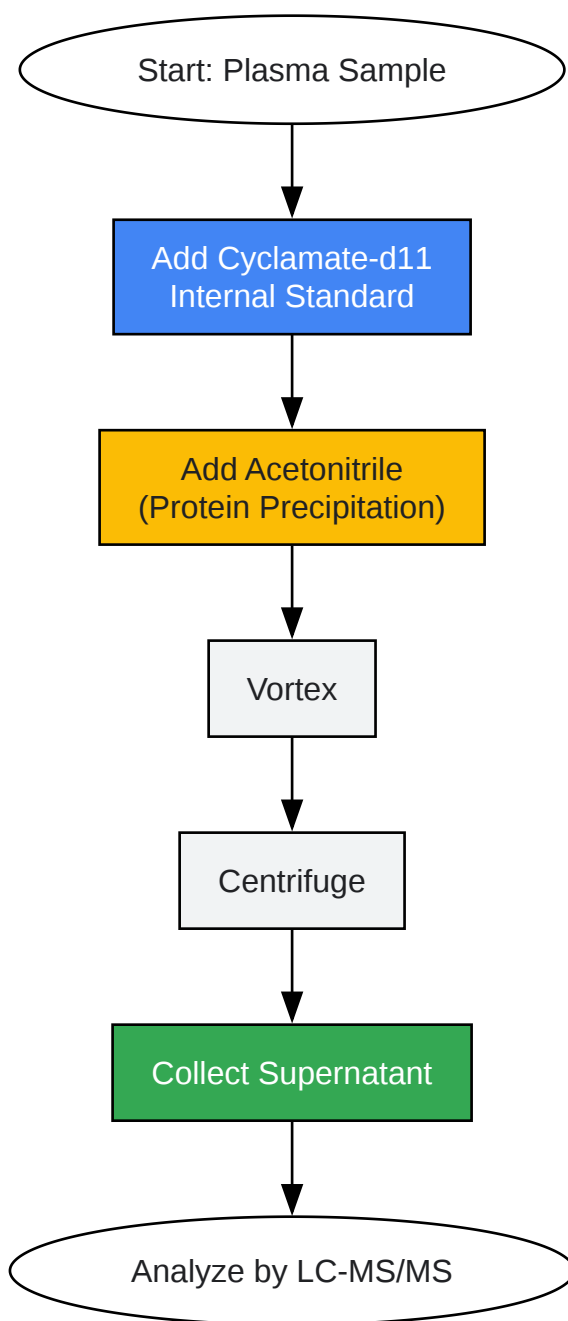 Start: Plasma Sample
Add Cyclamate-d11
Internal Standard
Add Acetonitrile
(Protein Precipitation)
Vortex
Centrifuge
Collect Supernatant
Analyze by LC-MS/MS